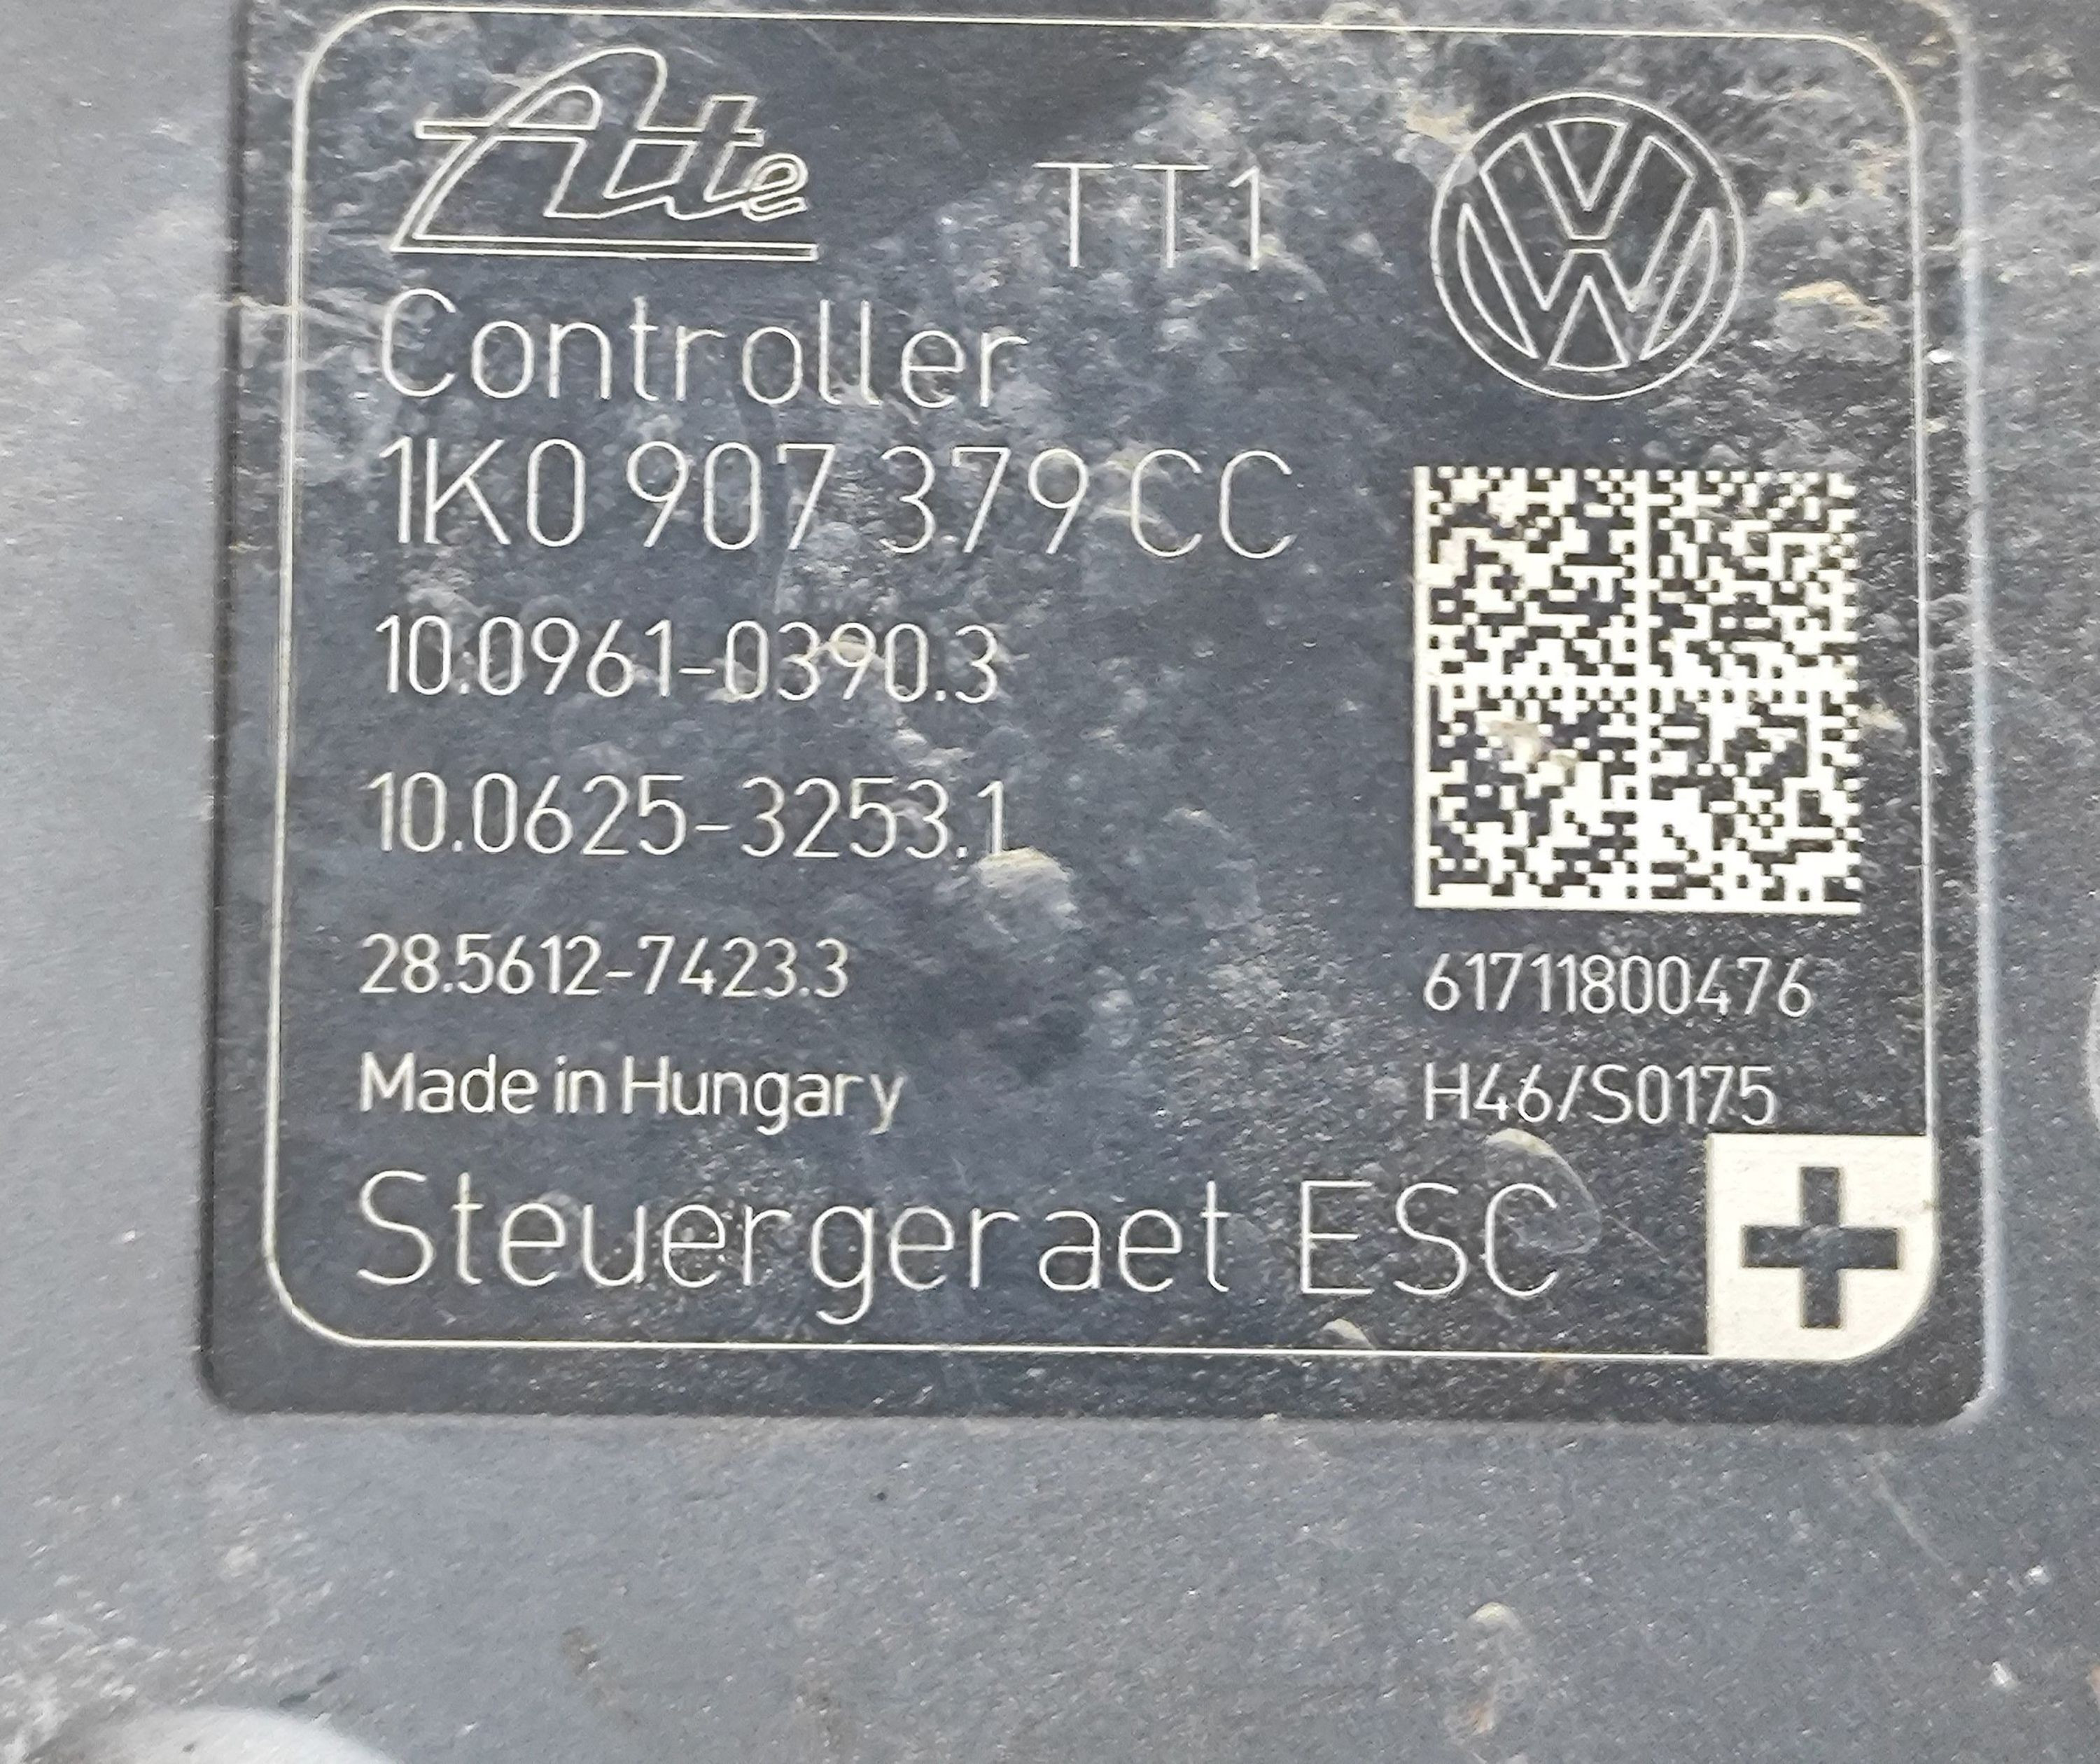 Ate
TT1
Controller
1K0 907 379 CC
10.0961-0390.3
10.0625-3253.1
28.5612-7423.3
61711800476
Made in Hungary
H46/S0175
Steuergeraet ESC